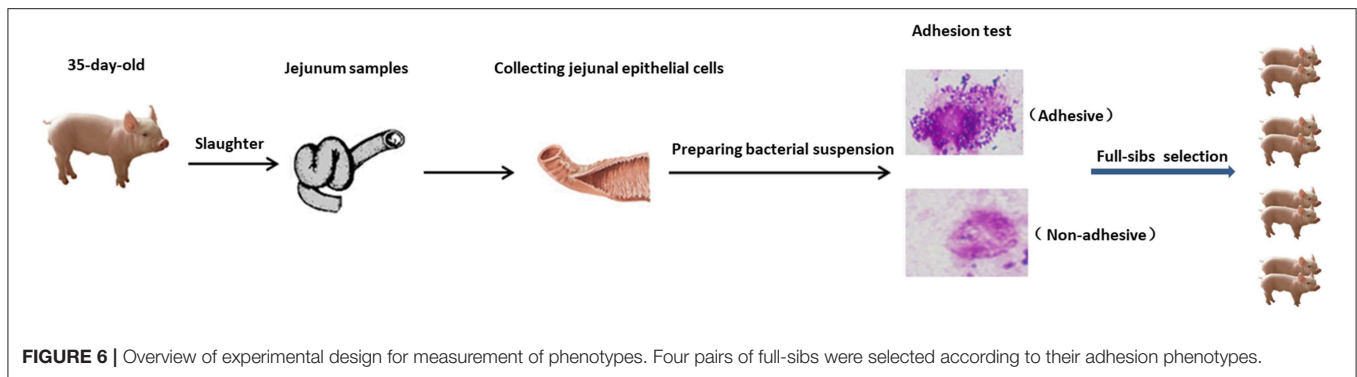 35-day-old
Slaughter
Jejunum samples
Collecting jejunal epithelial cells
Preparing bacterial suspension
Adhesion test
（Adhesive）
（ Non-adhesive）
Full-sibs selection
FIGURE 6 | Overview of experimental design for measurement of phenotypes. Four pairs of full-sibs were selected according to their adhesion phenotypes.